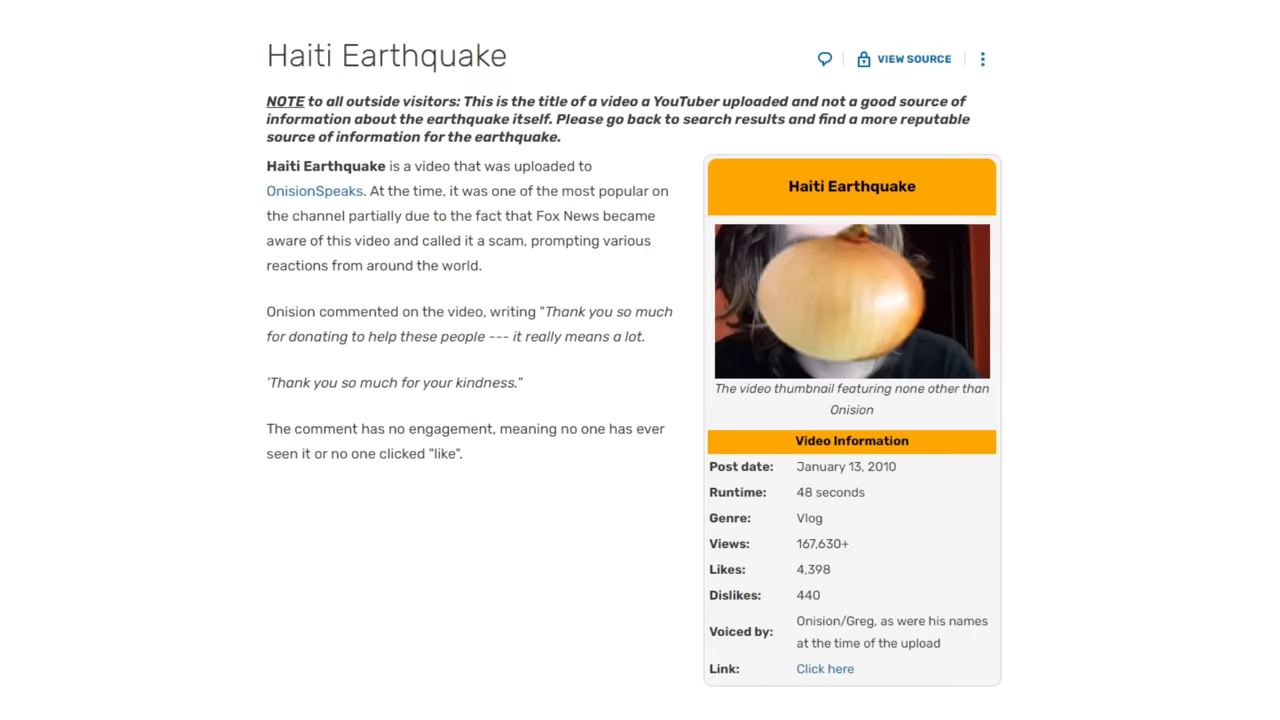 Haiti Earthquake
VIEW SOURCE
NOTE to all outside visitors: This is the title of a video a YouTuber uploaded and not a good source of
information about the earthquake itself. Please go back to search results and find a more reputable
source of information for the earthquake.
Haiti Earthquake is a video that was uploaded to
OnisionSpeaks. At the time, it was one of the most popular on
the channel partially due to the fact that Fox News became
aware of this video and called it a scam, prompting various
reactions from around the world.
Onision commented on the video, writing "Thank you so much
for donating to help these people --- it really means a lot.
'Thank you so much for your kindness."
The comment has no engagement, meaning no one has ever
seen it or no one clicked "like".
Haiti Earthquake
The video thumbnail featuring none other than
Onision
Video Information
Post date: January 13, 2010
Runtime: 48 seconds
Genre: Vlog
Views: 167,630+
Likes: 4,398
Dislikes: 440
Voiced by: Onision/Greg, as were his names
at the time of the upload
Link: Click here